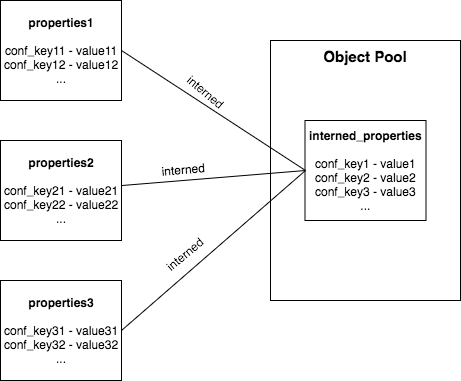 properties1
conf_key11 - value11
conf_key12 - value12
...
interned
properties2
conf_key21 - value21
conf_key22 - value22
...
interned
properties3
conf_key31 - value31
conf_key32 - value32
...
interned
Object Pool
interned_properties
conf_key1 - value1
conf_key2 - value2
conf_key3 - value3
...